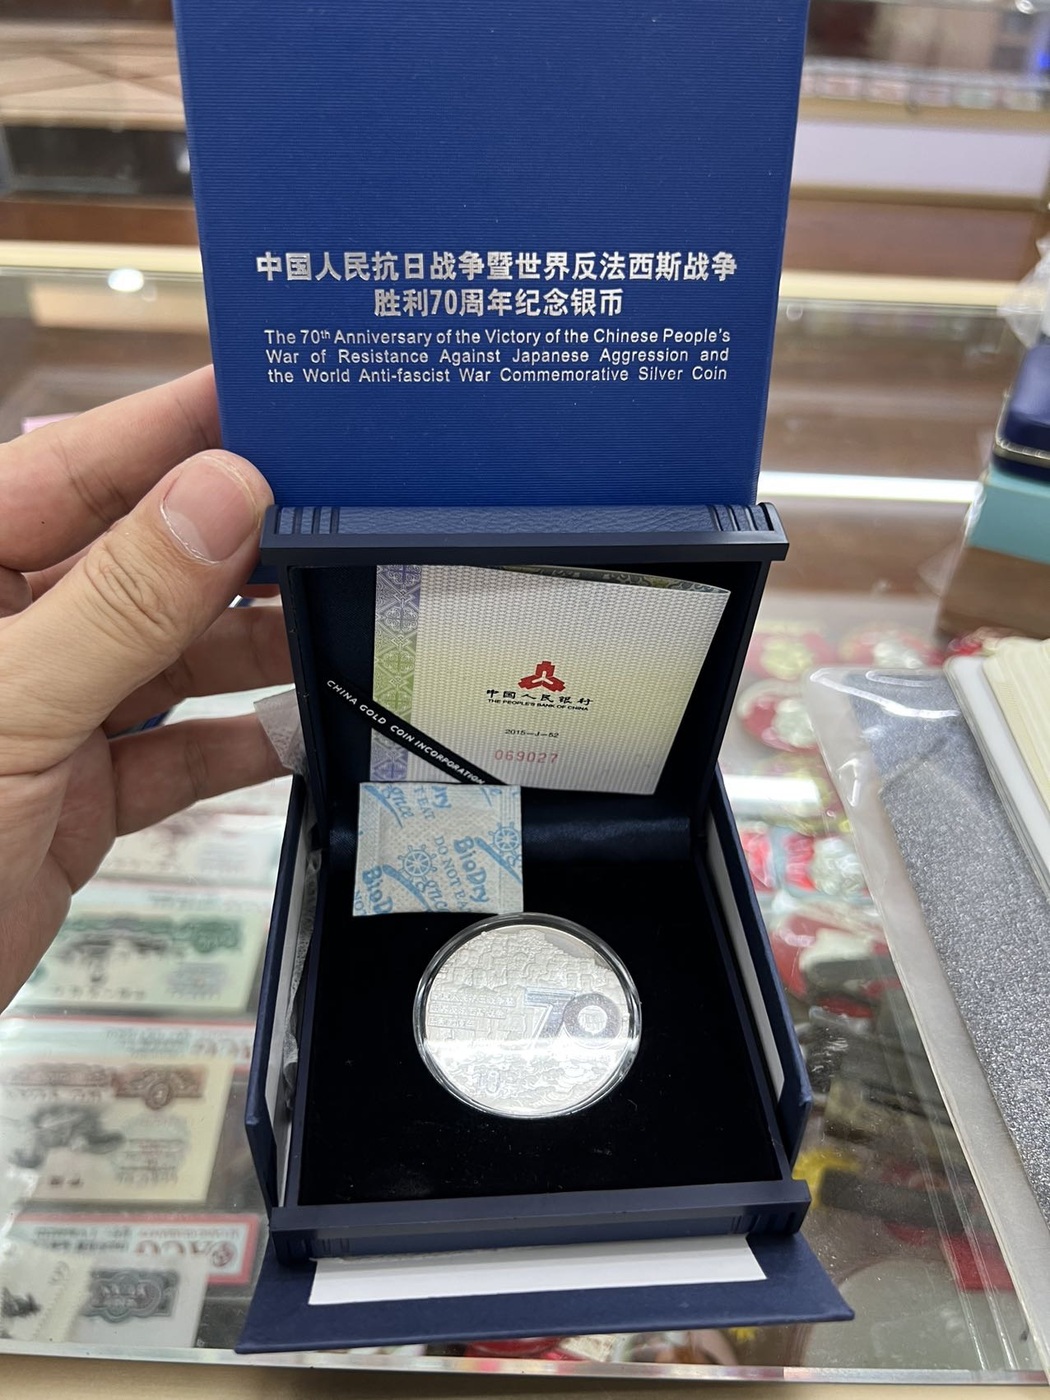 中国人民抗日战争暨世界反法西斯战争
胜利70周年纪念银币
The 70th Anniversary of the Victory of the Chinese People's
War of Resistance Against Japanese Aggression and
the World Anti-fascist War Commemorative Silver Coin
中国人民银行
THE PEOPLE'S BANK OF CHINA
2015—J—52
069027
CHINA GOLD COIN INCORPORATION
BioDry
DO NOT EAT
70